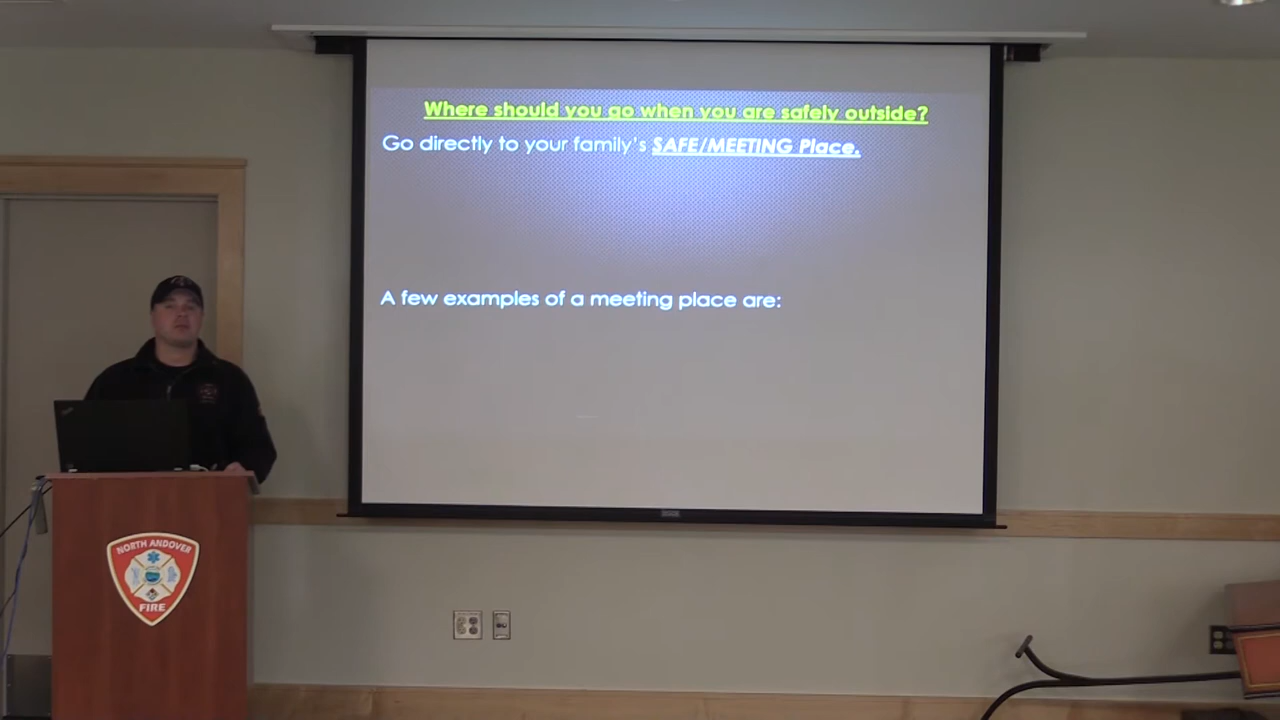 Where should you go when you are safely outside?
Go directly to your family's SAFE/MEETING Place.
A few examples of a meeting place are:
NORTH ANDOVER
FIRE